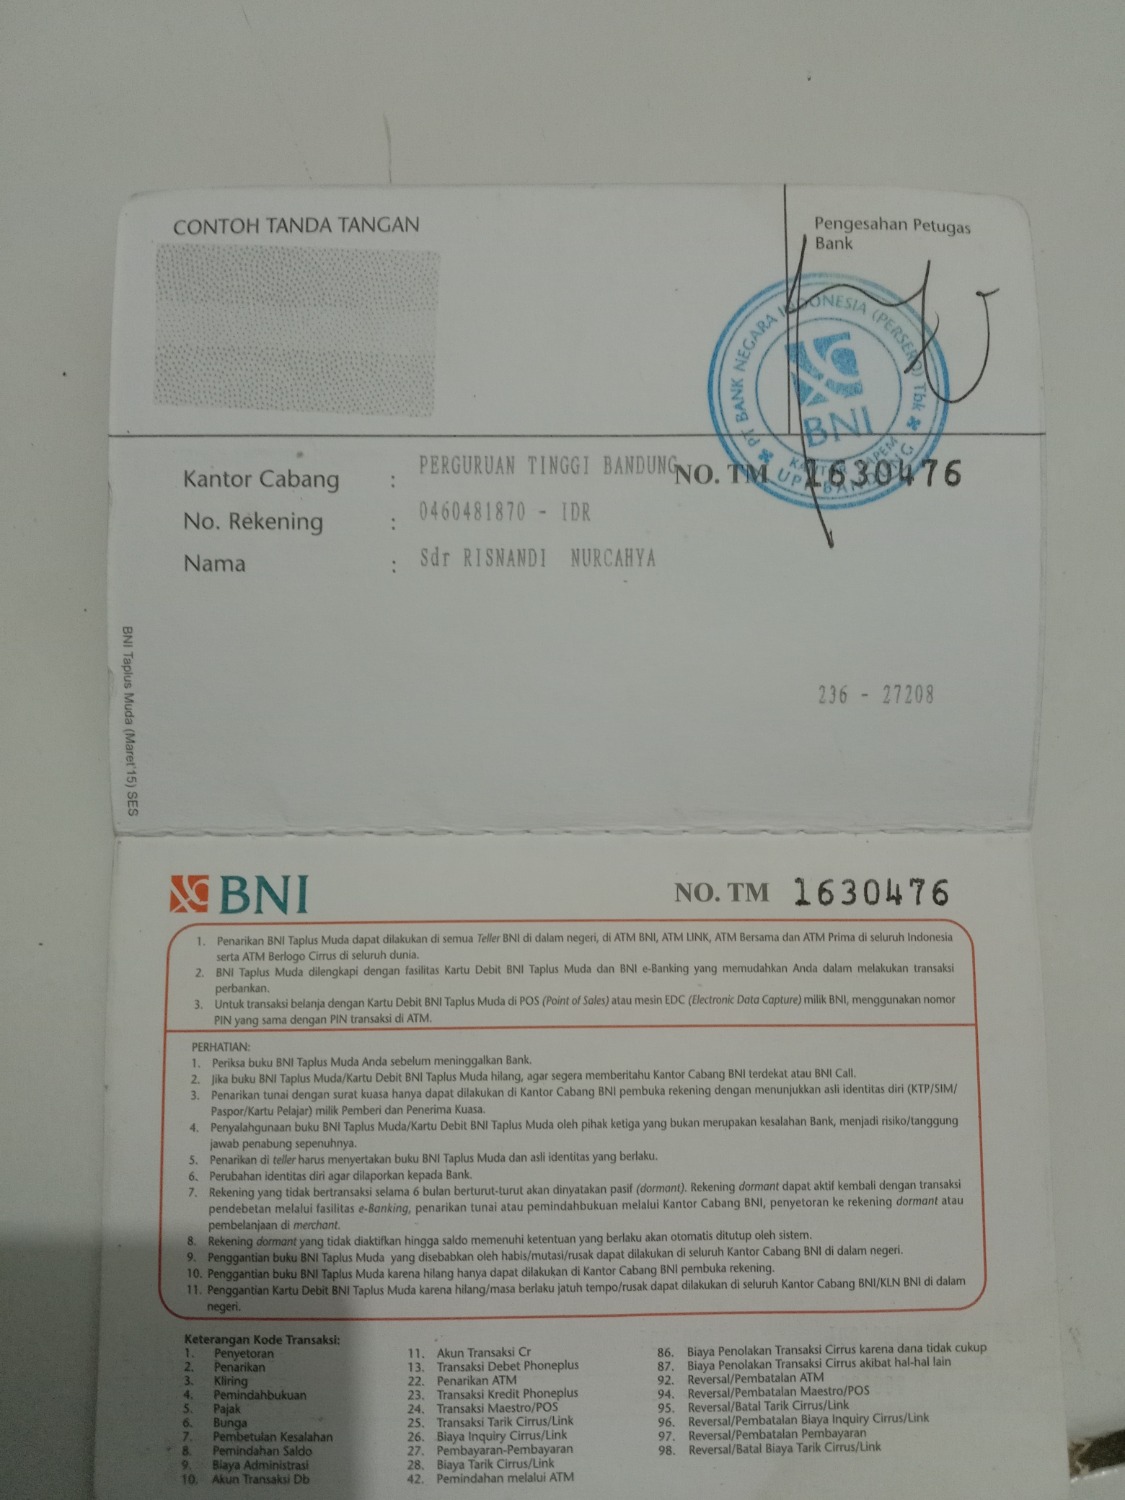 CONTOH TANDA TANGAN
Pengesahan Petugas
Bank
PT BANK NEGARA INDONESIA (PERSERO) Tbk
BNI
KANTOR CAPEM
UPI BANDUNG
Kantor Cabang : PERGURUAN TINGGI BANDUNG NO. TM 1630476
No. Rekening : 0460481870 - IDR
Nama : Sdr RISNANDI NURCAHYA
236 - 27208
BNI Taplus Muda (Maret'15) SES
BNI NO. TM 1630476
1. Penarikan BNI Taplus Muda dapat dilakukan di semua Teller BNI di dalam negeri, di ATM BNI, ATM LINK, ATM Bersama dan ATM Prima di seluruh Indonesia
serta ATM Berlogo Cirrus di seluruh dunia.
2. BNI Taplus Muda dilengkapi dengan fasilitas Kartu Debit BNI Taplus Muda dan BNI e-Banking yang memudahkan Anda dalam melakukan transaksi
perbankan.
3. Untuk transaksi belanja dengan Kartu Debit BNI Taplus Muda di POS (Point of Sales) atau mesin EDC (Electronic Data Capture) milik BNI, menggunakan nomor
PIN yang sama dengan PIN transaksi di ATM.
PERHATIAN:
1. Periksa buku BNI Taplus Muda Anda sebelum meninggalkan Bank.
2. Jika buku BNI Taplus Muda/Kartu Debit BNI Taplus Muda hilang, agar segera memberitahu Kantor Cabang BNI terdekat atau BNI Call.
3. Penarikan tunai dengan surat kuasa hanya dapat dilakukan di Kantor Cabang BNI pembuka rekening dengan menunjukkan asli identitas diri (KTP/SIM/
Paspor/Kartu Pelajar) milik Pemberi dan Penerima Kuasa.
4. Penyalahgunaan buku BNI Taplus Muda/Kartu Debit BNI Taplus Muda oleh pihak ketiga yang bukan merupakan kesalahan Bank, menjadi risiko/tanggung
jawab penabung sepenuhnya.
5. Penarikan di teller harus menyertakan buku BNI Taplus Muda dan asli identitas yang berlaku.
6. Perubahan identitas diri agar dilaporkan kepada Bank.
7. Rekening yang tidak bertransaksi selama 6 bulan berturut-turut akan dinyatakan pasif (dormant). Rekening dormant dapat aktif kembali dengan transaksi
pendebetan melalui fasilitas e-Banking, penarikan tunai atau pemindahbukuan melalui Kantor Cabang BNI, penyetoran ke rekening dormant atau
pembelanjaan di merchant.
8. Rekening dormant yang tidak diaktifkan hingga saldo memenuhi ketentuan yang berlaku akan otomatis ditutup oleh sistem.
9. Penggantian buku BNI Taplus Muda yang disebabkan oleh habis/mutasi/rusak dapat dilakukan di seluruh Kantor Cabang BNI di dalam negeri.
10. Penggantian buku BNI Taplus Muda karena hilang hanya dapat dilakukan di Kantor Cabang BNI pembuka rekening.
11. Penggantian Kartu Debit BNI Taplus Muda karena hilang/masa berlaku jatuh tempo/rusak dapat dilakukan di seluruh Kantor Cabang BNI/KLN BNI di dalam
negeri.
Keterangan Kode Transaksi:
1. Penyetoran
2. Penarikan
3. Kliring
4. Pemindahbukuan
5. Pajak
6. Bunga
7. Pembetulan Kesalahan
8. Pemindahan Saldo
9. Biaya Administrasi
10. Akun Transaksi Db
11. Akun Transaksi Cr
13. Transaksi Debet Phoneplus
22. Penarikan ATM
23. Transaksi Kredit Phoneplus
24. Transaksi Maestro/POS
25. Transaksi Tarik Cirrus/Link
26. Biaya Inquiry Cirrus/Link
27. Pembayaran-Pembayaran
28. Biaya Tarik Cirrus/Link
42. Pemindahan melalui ATM
86. Biaya Penolakan Transaksi Cirrus karena dana tidak cukup
87. Biaya Penolakan Transaksi Cirrus akibat hal-hal lain
92. Reversal/Pembatalan ATM
94. Reversal/Pembatalan Maestro/POS
95. Reversal/Batal Tarik Cirrus/Link
96. Reversal/Pembatalan Biaya Inquiry Cirrus/Link
97. Reversal/Pembatalan Pembayaran
98. Reversal/Batal Biaya Tarik Cirrus/Link